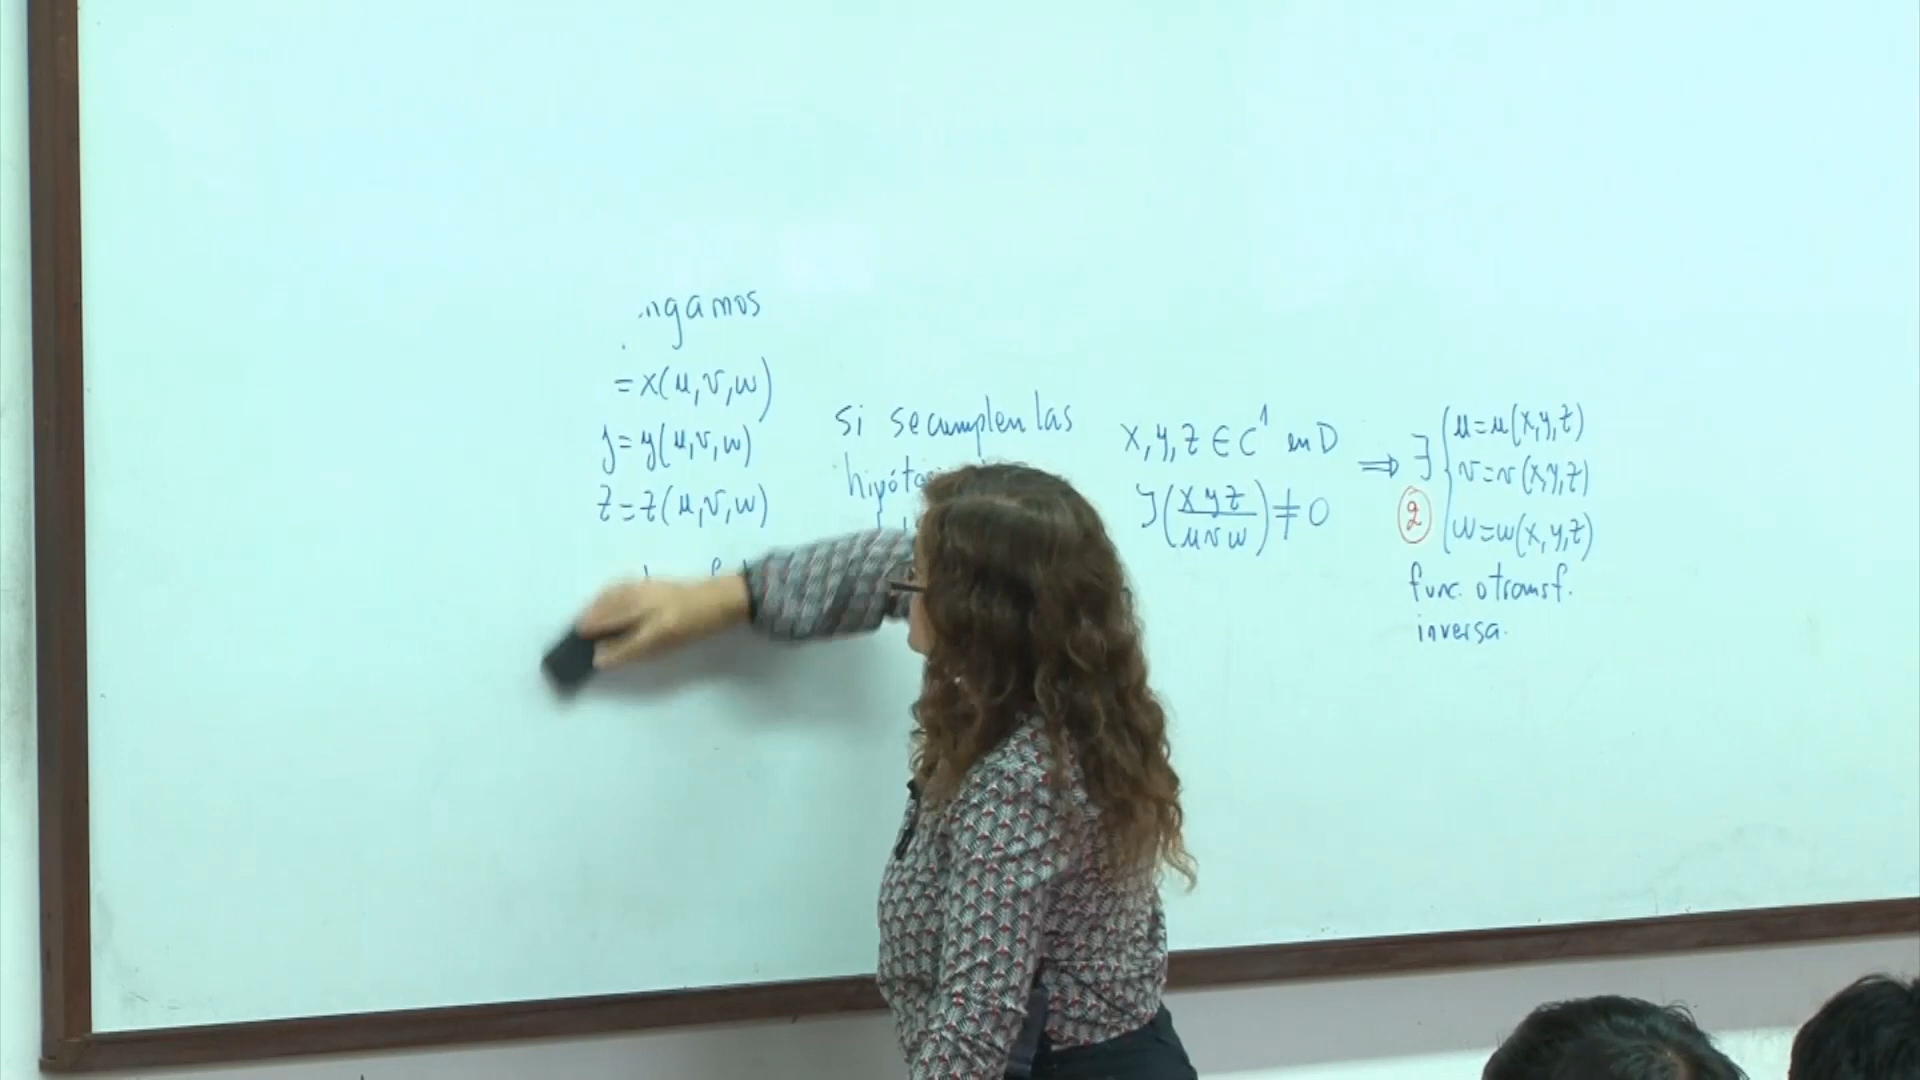 ngamos
= x(u,v,w)
y = y(u,v,w)
z = z(u,v,w)
si se cumplen las
x, y, z ∈ C¹ en D
J(x y z / u v w) ≠ 0
⇒ ∃ { u = u(x,y,z)
v = v(x,y,z)
② w = w(x,y,z)
func. o transf.
inversa.